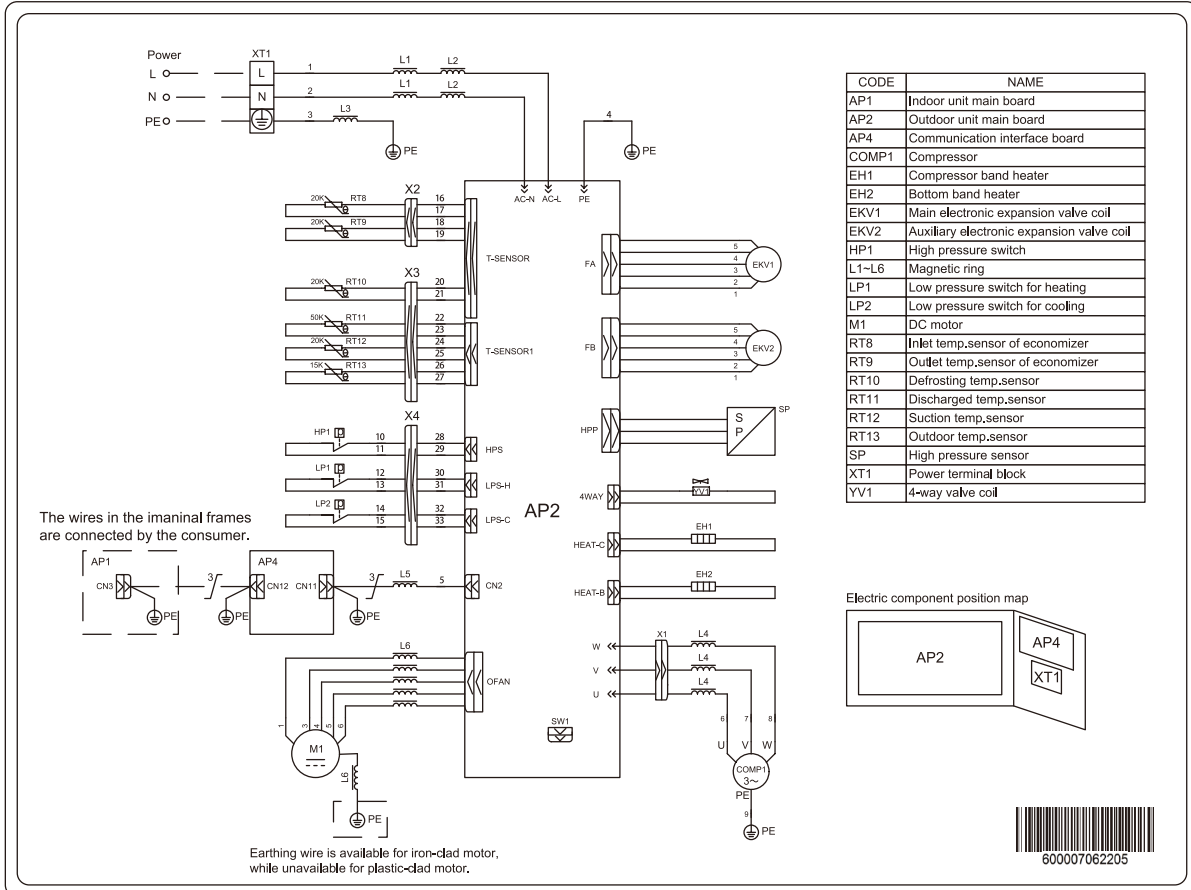 Power
XT1
L
L
1
L1
L2
N
N
2
L1
L2
PE
3
L3
PE
4
PE
AC-N
AC-L
PE
X2
20K
RT8
16
17
20K
RT9
18
19
T-SENSOR
X3
20K
RT10
20
21
50K
RT11
22
23
20K
RT12
24
25
15K
RT13
26
27
T-SENSOR1
X4
HP1
P
10
11
28
29
HPS
LP1
P
12
13
30
31
LPS-H
LP2
P
14
15
32
33
LPS-C
AP2
The wires in the imaninal frames
are connected by the consumer.
AP1
CN3
PE
3
PE
AP4
CN12
CN11
PE
3
L5
5
CN2
L6
OFAN
1
3
4
5
6
M1
L6
PE
Earthing wire is available for iron-clad motor,
while unavailable for plastic-clad motor.
SW1
FA
5
4
3
2
1
EKV1
FB
5
4
3
2
1
EKV2
HPP
S
P
SP
4WAY
YV1
HEAT-C
EH1
HEAT-B
EH2
W
V
U
X1
L4
L4
L4
6
7
8
U
V
W
COMP1
3~
PE
9
PE
CODE NAME
AP1 Indoor unit main board
AP2 Outdoor unit main board
AP4 Communication interface board
COMP1 Compressor
EH1 Compressor band heater
EH2 Bottom band heater
EKV1 Main electronic expansion valve coil
EKV2 Auxiliary electronic expansion valve coil
HP1 High pressure switch
L1~L6 Magnetic ring
LP1 Low pressure switch for heating
LP2 Low pressure switch for cooling
M1 DC motor
RT8 Inlet temp.sensor of economizer
RT9 Outlet temp.sensor of economizer
RT10 Defrosting temp.sensor
RT11 Discharged temp.sensor
RT12 Suction temp.sensor
RT13 Outdoor temp.sensor
SP High pressure sensor
XT1 Power terminal block
YV1 4-way valve coil
Electric component position map
AP2
AP4
XT1
600007062205